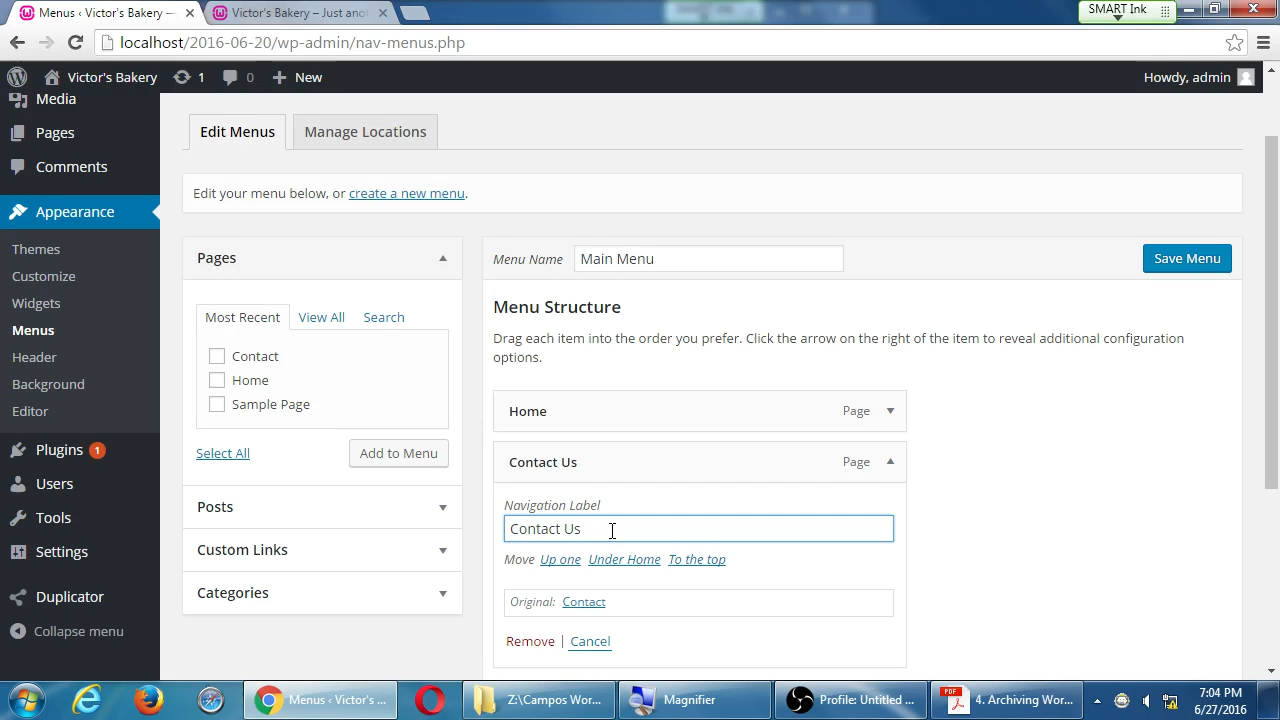 Menus ‹ Victor's Bakery —
Victor's Bakery – Just ano
SMART Ink
localhost/2016-06-20/wp-admin/nav-menus.php
Victor's Bakery 1 0 New
Howdy, admin
Media
Pages
Comments
Appearance
Themes
Customize
Widgets
Menus
Header
Background
Editor
Plugins 1
Users
Tools
Settings
Duplicator
Collapse menu
Edit Menus
Manage Locations
Edit your menu below, or create a new menu.
Pages
Most Recent View All Search
Contact
Home
Sample Page
Select All
Add to Menu
Posts
Custom Links
Categories
Menu Name Main Menu
Save Menu
Menu Structure
Drag each item into the order you prefer. Click the arrow on the right of the item to reveal additional configuration
options.
Home Page
Contact Us Page
Navigation Label
Contact Us
Move Up one Under Home To the top
Original: Contact
Remove | Cancel
Menus ‹ Victor's ...
Z:\Campos Wor...
Magnifier
Profile: Untitled ...
PDF
4. Archiving Wor...
7:04 PM
6/27/2016